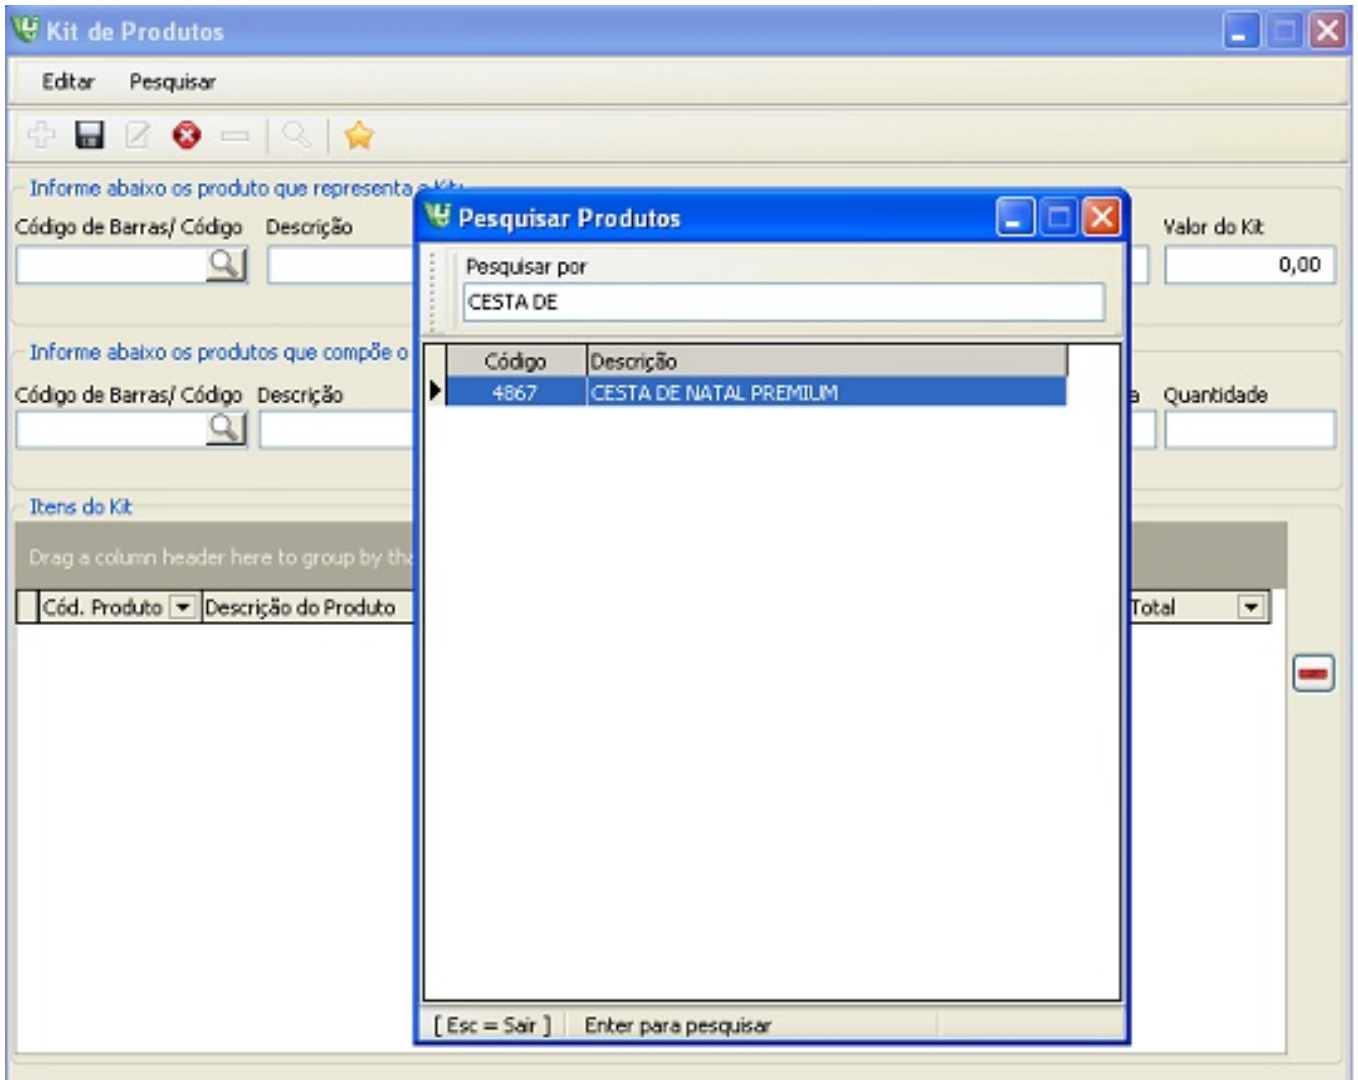 Kit de Produtos
Editar Pesquisar
Informe abaixo os produto que representa o Kit:
Código de Barras/ Código Descrição Valor do Kit
0,00
Informe abaixo os produtos que compõe o
Código de Barras/ Código Descrição a Quantidade
Itens do Kit
Drag a column header here to group by tha
Cód. Produto Descrição do Produto Total
Pesquisar Produtos
Pesquisar por
CESTA DE
Código Descrição
4867 CESTA DE NATAL PREMIUM
[ Esc = Sair ] Enter para pesquisar